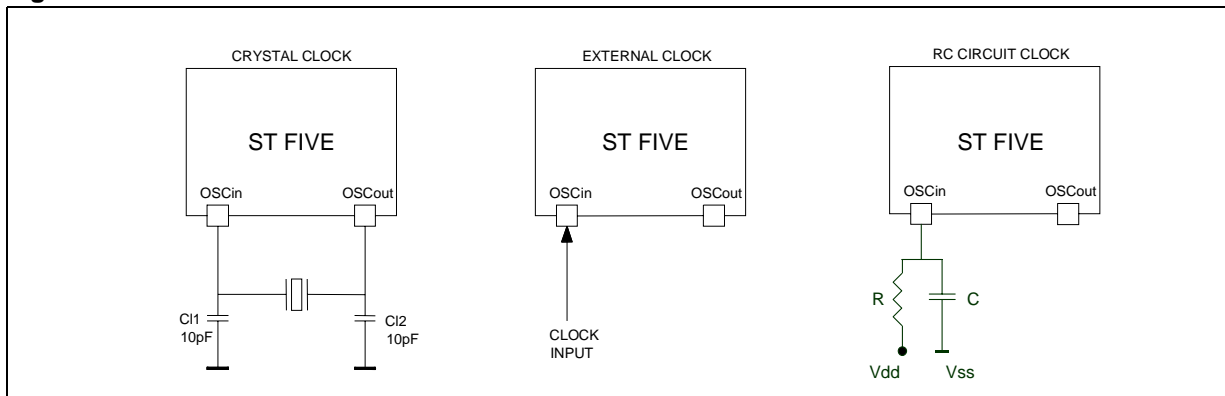 CRYSTAL CLOCK
ST FIVE
OSCin
OSCout
Cl1
10pF
Cl2
10pF
EXTERNAL CLOCK
ST FIVE
OSCin
OSCout
CLOCK
INPUT
RC CIRCUIT CLOCK
ST FIVE
OSCin
OSCout
R
C
Vdd
Vss